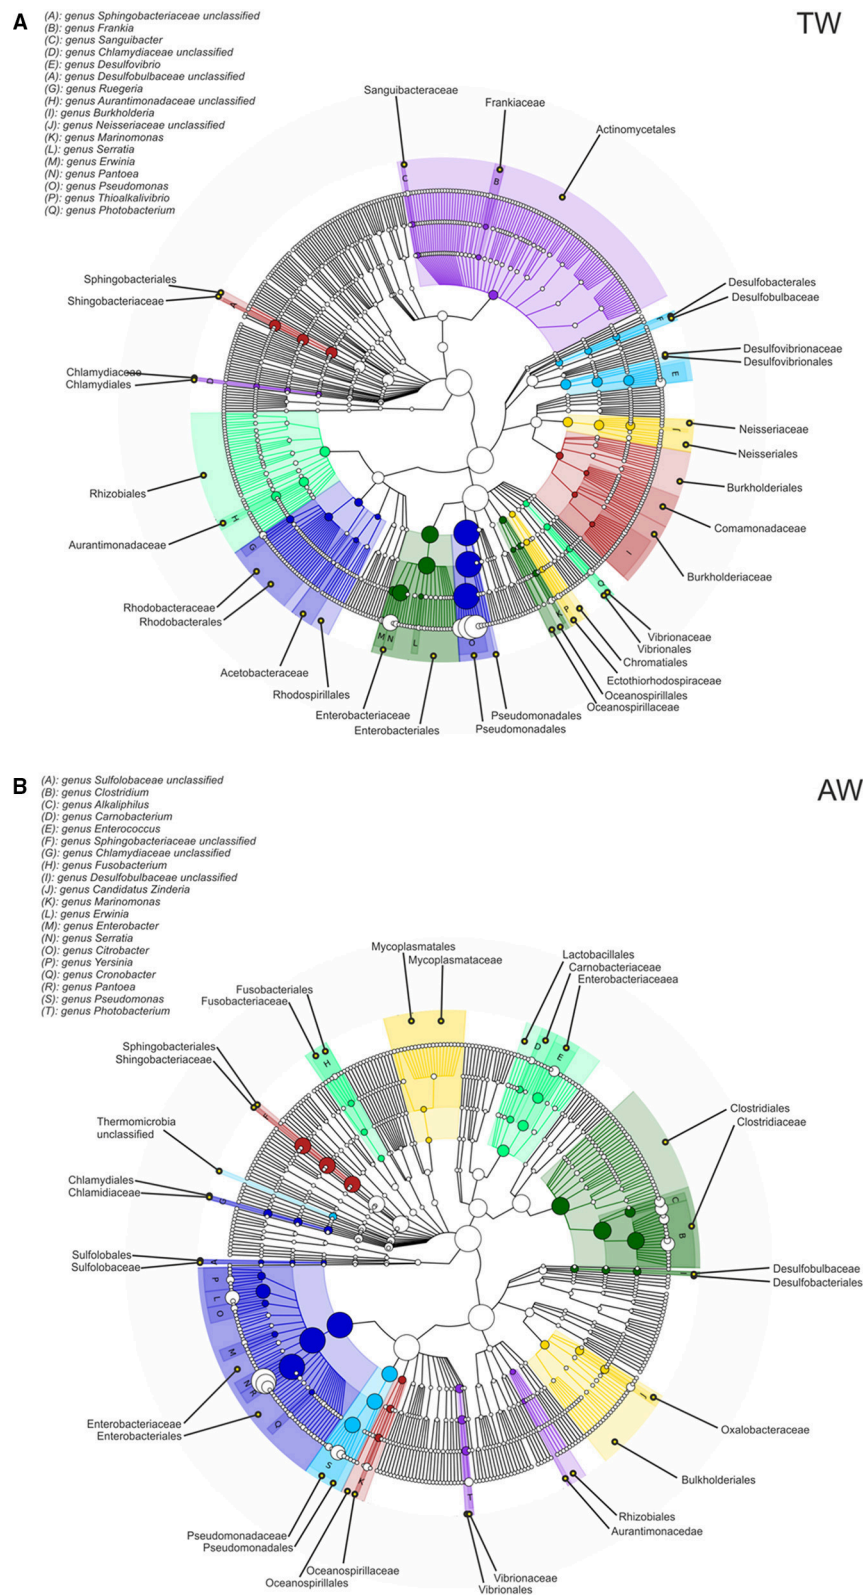 A
TW
(A): genus Sphingobacteriaceae unclassified
(B): genus Frankia
(C): genus Sanguibacter
(D): genus Chlamydiaceae unclassified
(E): genus Desulfovibrio
(A): genus Desulfobulbaceae unclassified
(G): genus Ruegeria
(H): genus Aurantimonadaceae unclassified
(I): genus Burkholderia
(J): genus Neisseriaceae unclassified
(K): genus Marinomonas
(L): genus Serratia
(M): genus Erwinia
(N): genus Pantoea
(O): genus Pseudomonas
(P): genus Thioalkalivibrio
(Q): genus Photobacterium
Sanguibacteraceae
Frankiaceae
Actinomycetales
C
B
Sphingobacteriales
Shingobacteriaceae
A
Desulfobacterales
Desulfobulbaceae
F
Desulfovibrionaceae
Desulfovibrionales
E
Chlamydiaceae
Chlamydiales
D
Neisseriaceae
J
Neisseriales
Burkholderiales
Rhizobiales
Comamonadaceae
H
Aurantimonadaceae
G
I
Burkholderiaceae
Q
Rhodobacteraceae
Rhodobacterales
P
K
M N L O
Vibrionaceae
Vibrionales
Chromatiales
Acetobacteraceae
Ectothiorhodospiraceae
Rhodospirillales
Oceanospirillales
Oceanospirillaceae
Enterobacteriaceae
Pseudomonadales
Enterobacteriales
Pseudomonadales
B
AW
(A): genus Sulfolobaceae unclassified
(B): genus Clostridium
(C): genus Alkaliphilus
(D): genus Carnobacterium
(E): genus Enterococcus
(F): genus Sphingobacteriaceae unclassified
(G): genus Chlamydiaceae unclassified
(H): genus Fusobacterium
(I): genus Desulfobulbaceae unclassified
(J): genus Candidatus Zinderia
(K): genus Marinomonas
(L): genus Erwinia
(M): genus Enterobacter
(N): genus Serratia
(O): genus Citrobacter
(P): genus Yersinia
(Q): genus Cronobacter
(R): genus Pantoea
(S): genus Pseudomonas
(T): genus Photobacterium
Mycoplasmatales
Mycoplasmataceae
Lactobacillales
Carnobacteriaceae
Enterobacteriaceaea
Fusobacteriales
Fusobacteriaceae
D
E
H
Sphingobacteriales
Shingobacteriaceae
F
Clostridiales
Clostridiaceae
Thermomicrobia
unclassified
Chlamydiales
Chlamidiaceae
G
C
B
Sulfolobales
Sulfolobaceae
A
Desulfobulbaceae
Desulfobacteriales
I
P
L
O
M
N
R
Q
J
Enterobacteriaceae
Enterobacteriales
Oxalobacteraceae
S
K
T
Bulkholderiales
Rhizobiales
Aurantimonacedae
Pseudomonadaceae
Pseudomonadales
Oceanospirillaceae
Oceanospirillales
Vibrionaceae
Vibrionales